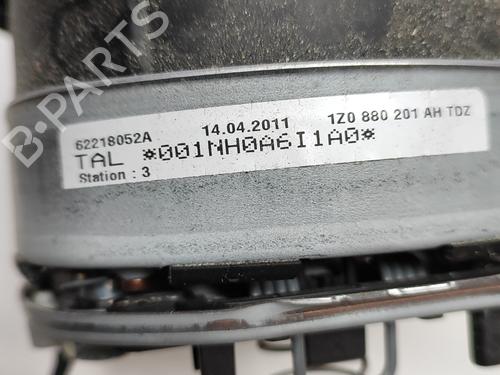 B-PARTS
62218052A 14.04.2011 1Z0 880 201 AH TDZ
TAL *001NH0A6I1A0*
Station : 3